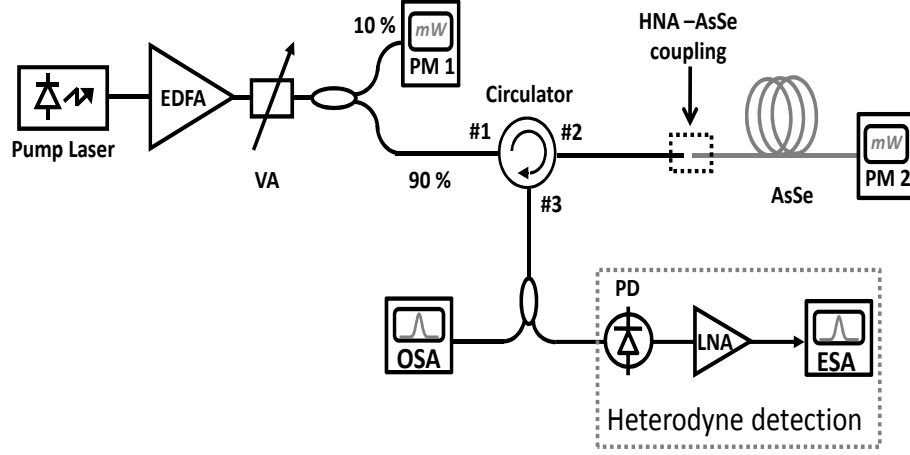 10 %
mW
PM 1
HNA –AsSe
coupling
EDFA
Pump Laser
VA
90 %
Circulator
#1
#2
#3
mW
PM 2
AsSe
OSA
PD
LNA
ESA
Heterodyne detection